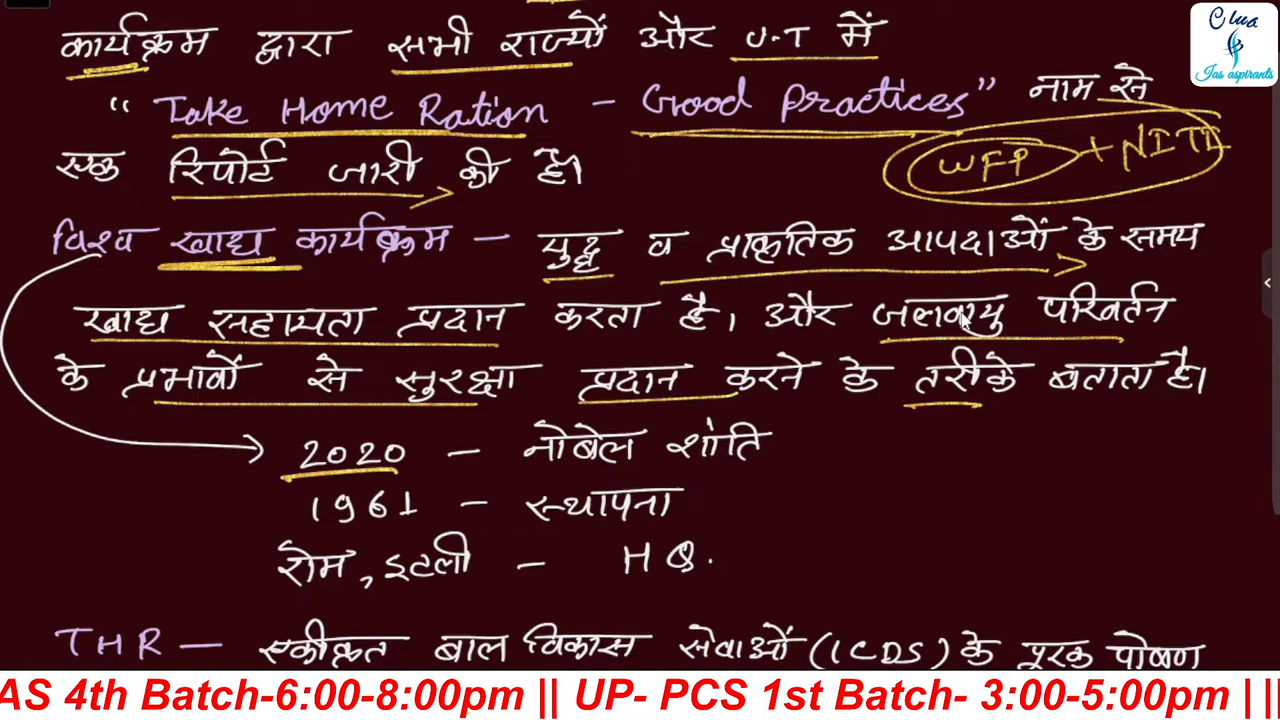 Clue
Ias aspirants
कार्यक्रम द्वारा सभी राज्यों और U.T में
“ Take Home Ration – Good Practices” नाम से
WFP + NITI
एक रिपोर्ट जारी की है।
विश्व खाद्य कार्यक्रम – युद्ध व प्राकृतिक आपदाओं के समय
खाद्य सहायता प्रदान करता है। और जलवायु परिवर्तन
के प्रभावों से सुरक्षा प्रदान करने के तरीके बताता है।
2020 – नोबेल शांति
1961 – स्थापना
रोम, इटली – HQ.
THR – एकीकृत बाल विकास सेवाओं (ICDS) के पूरक पोषण
AS 4th Batch-6:00-8:00pm || UP- PCS 1st Batch- 3:00-5:00pm | ||